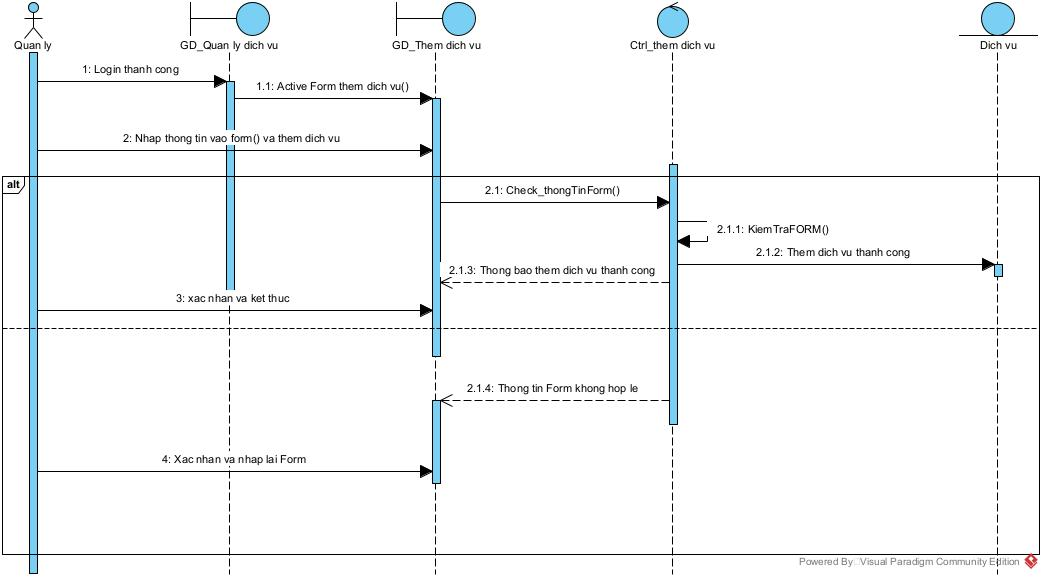 Quan ly
GD_Quan ly dich vu
GD_Them dich vu
Ctrl_them dich vu
Dich vu
1: Login thanh cong
1.1: Active Form them dich vu()
2: Nhap thong tin vao form() va them dich vu
alt
2.1: Check_thongTinForm()
2.1.1: KiemTraFORM()
2.1.2: Them dich vu thanh cong
2.1.3: Thong bao them dich vu thanh cong
3: xac nhan va ket thuc
2.1.4: Thong tin Form khong hop le
4: Xac nhan va nhap lai Form
Powered By Visual Paradigm Community Edition